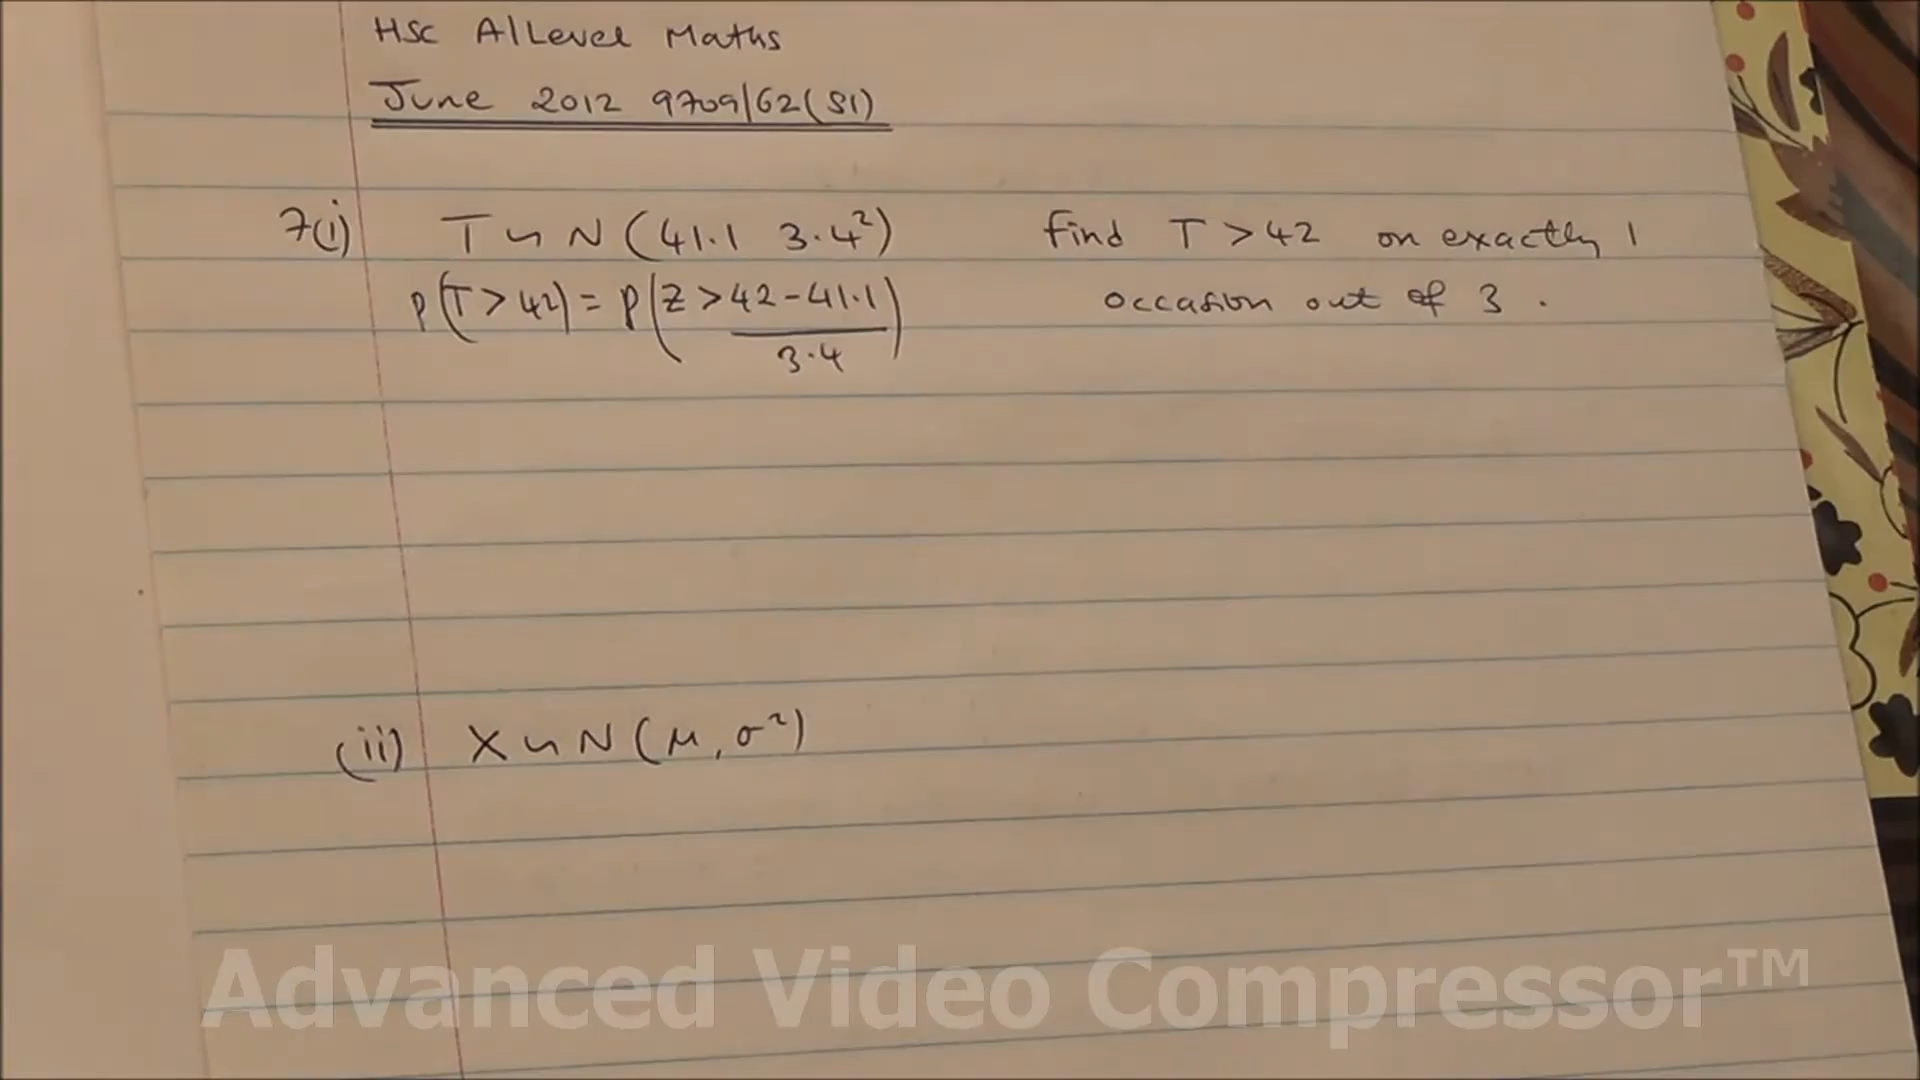 HSC A/Level Maths
June 2012 9709/62(S1)
7(i) T ~ N (41.1 3.4²) find T > 42 on exactly 1
P(T > 42) = P(Z > 42 - 41.1 / 3.4) occasion out of 3 .
(ii) X ~ N (μ, σ²)
Advanced Video Compressor™